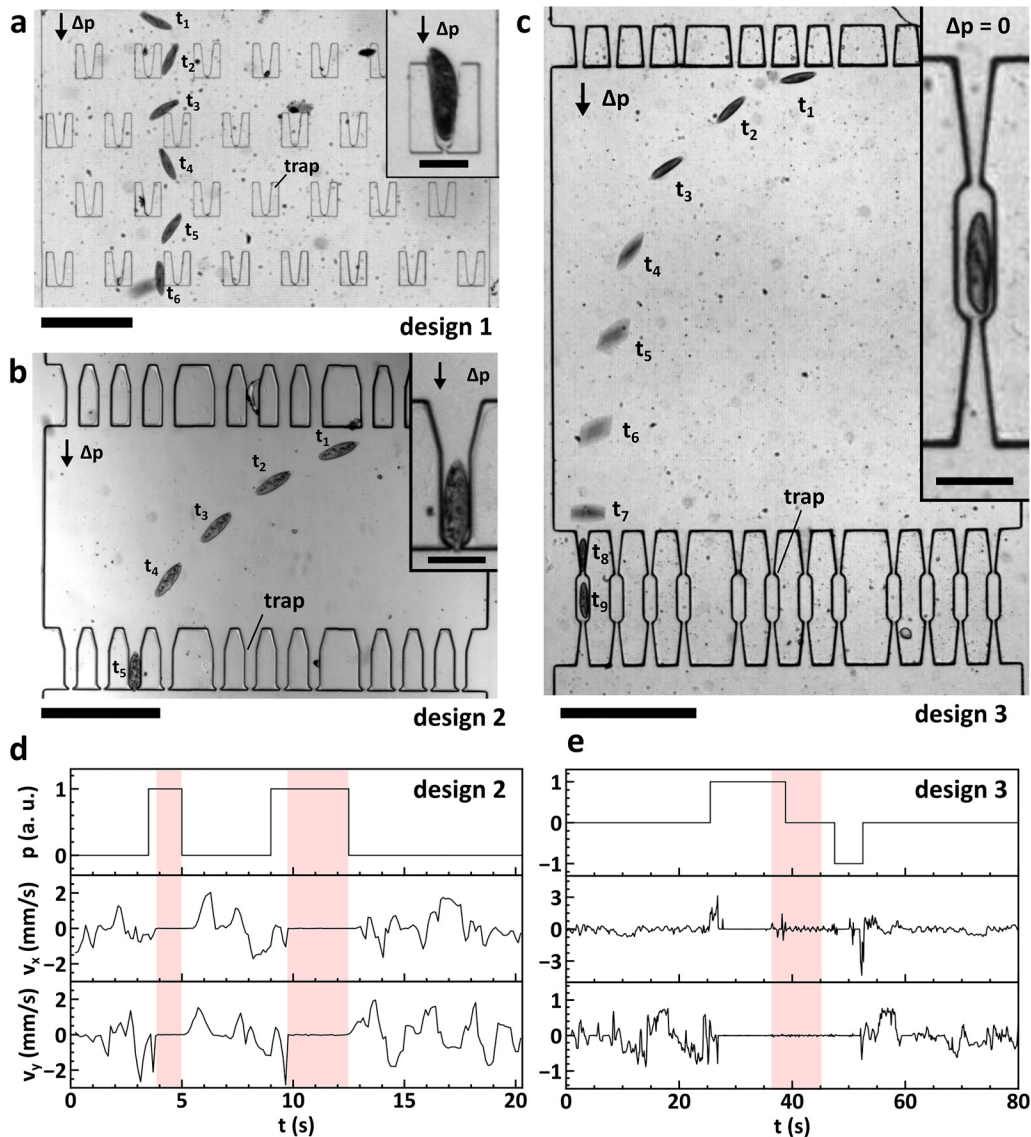 a
Δp
t1
t2
t3
t4
t5
t6
trap
Δp
design 1
b
Δp
t1
t2
t3
t4
t5
trap
Δp
design 2
c
Δp
t1
t2
t3
t4
t5
t6
t7
t8
t9
trap
Δp = 0
design 3
d
design 2
p (a. u.)
1
0
vx (mm/s)
2
0
−2
vy (mm/s)
2
0
−2
0 5 10 15 20
t (s)
e
design 3
1
0
−1
3
0
−3
1
0
−1
0 20 40 60 80
t (s)